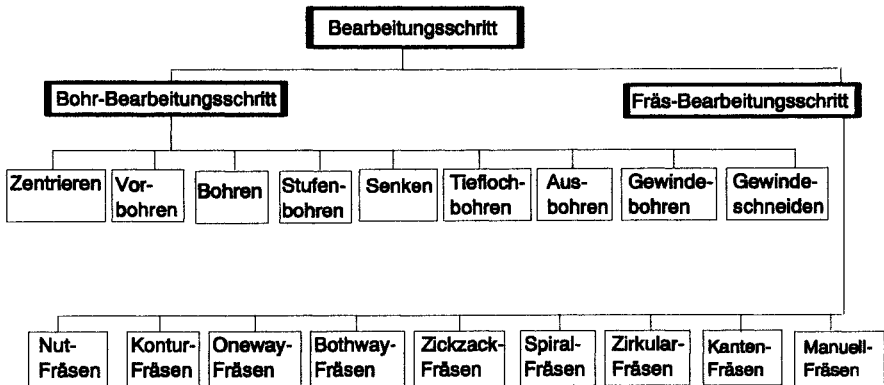 Bearbeitungsschritt
Bohr-Bearbeitungsschritt
Fräs-Bearbeitungsschritt
Zentrieren
Vor-
bohren
Bohren
Stufen-
bohren
Senken
Tiefloch-
bohren
Aus-
bohren
Gewinde-
bohren
Gewinde-
schneiden
Nut-
Fräsen
Kontur-
Fräsen
Oneway-
Fräsen
Bothway-
Fräsen
Zickzack-
Fräsen
Spiral-
Fräsen
Zirkular-
Fräsen
Kanten-
Fräsen
Manuell-
Fräsen